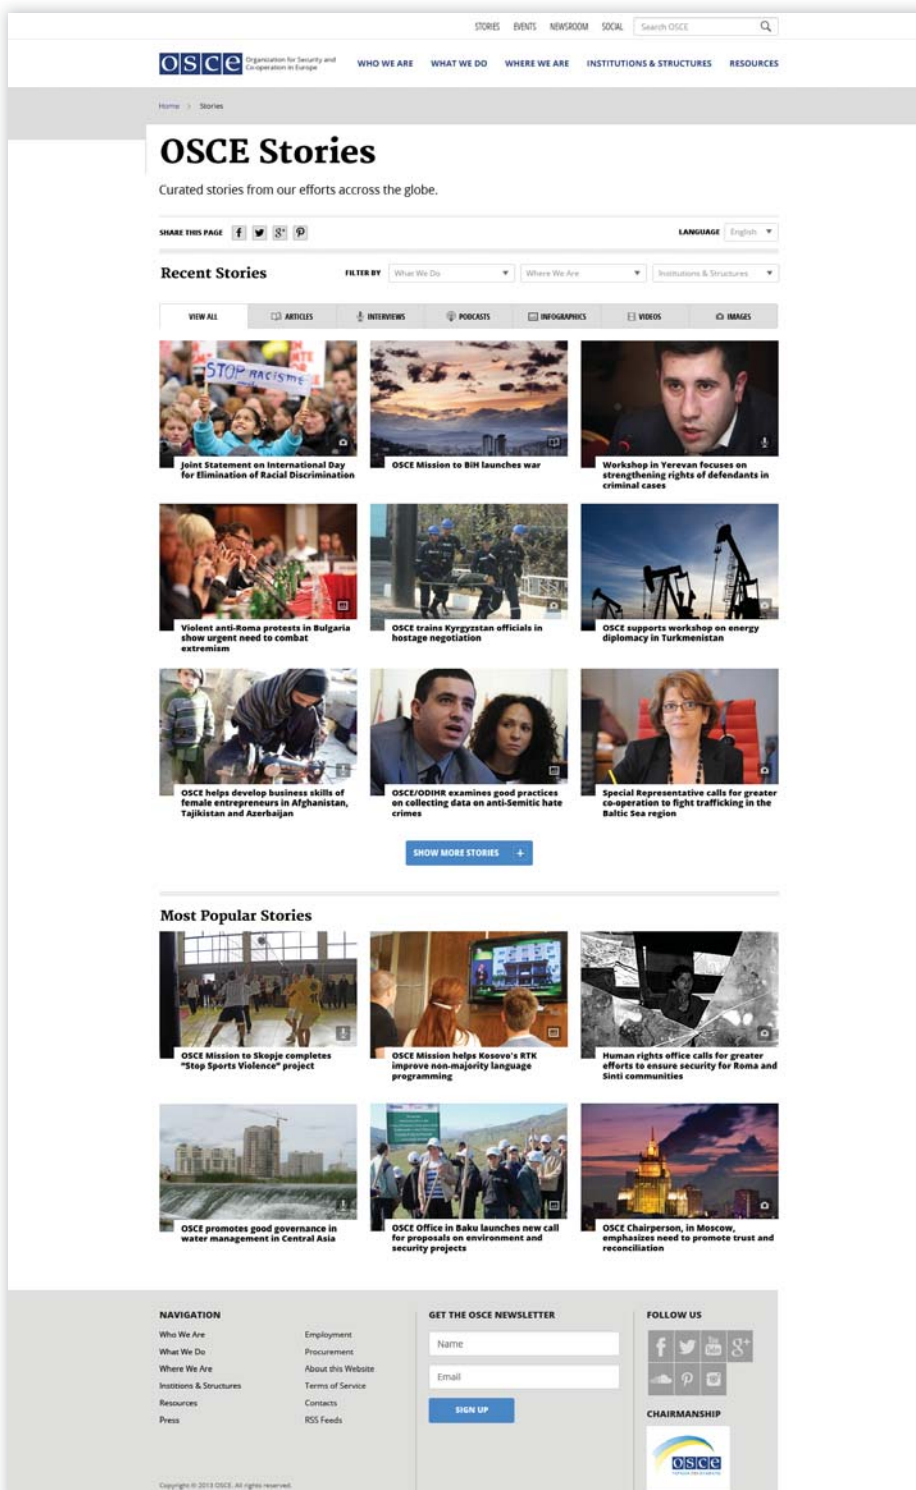 STORIES EVENTS NEWSROOM SOCIAL Search OSCE
OSCE Organization for Security and
Co-operation in Europe
WHO WE ARE WHAT WE DO WHERE WE ARE INSTITUTIONS & STRUCTURES RESOURCES
Home > Stories
OSCE Stories
Curated stories from our efforts accross the globe.
SHARE THIS PAGE
LANGUAGE English
Recent Stories
FILTER BY What We Do Where We Are Institutions & Structures
VIEW ALL ARTICLES INTERVIEWS PODCASTS INFOGRAPHICS VIDEOS IMAGES
STOP RACISME
Joint Statement on International Day
for Elimination of Racial Discrimination
OSCE Mission to BiH launches war
Workshop in Yerevan focuses on
strengthening rights of defendants in
criminal cases
Violent anti-Roma protests in Bulgaria
show urgent need to combat
extremism
OSCE trains Kyrgyzstan officials in
hostage negotiation
OSCE supports workshop on energy
diplomacy in Turkmenistan
OSCE helps develop business skills of
female entrepreneurs in Afghanistan,
Tajikistan and Azerbaijan
OSCE/ODIHR examines good practices
on collecting data on anti-Semitic hate
crimes
Special Representative calls for greater
co-operation to fight trafficking in the
Baltic Sea region
SHOW MORE STORIES +
Most Popular Stories
OSCE Mission to Skopje completes
"Stop Sports Violence" project
OSCE Mission helps Kosovo's RTK
improve non-majority language
programming
Human rights office calls for greater
efforts to ensure security for Roma and
Sinti communities
OSCE promotes good governance in
water management in Central Asia
OSCE Office in Baku launches new call
for proposals on environment and
security projects
OSCE Chairperson, in Moscow,
emphasizes need to promote trust and
reconciliation
NAVIGATION
Who We Are
What We Do
Where We Are
Institions & Structures
Resources
Press
Employment
Procurement
About this Website
Terms of Service
Contacts
RSS Feeds
GET THE OSCE NEWSLETTER
Name
Email
SIGN UP
FOLLOW US
You Tube
CHAIRMANSHIP
OSCE
Copyright © 2013 OSCE. All rights reserved.